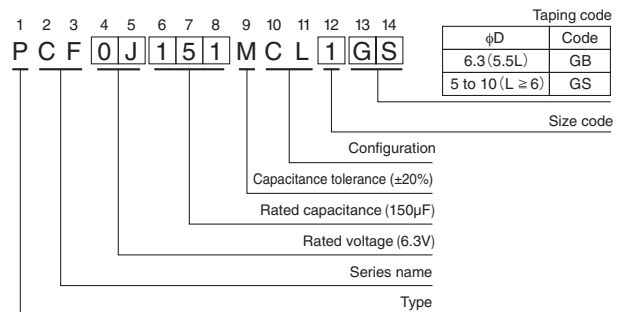 1 2 3 4 5 6 7 8 9 10 11 12 13 14
P C F 0 J 1 5 1 M C L 1 G S
Taping code
φD Code
6.3(5.5L) GB
5 to 10(L ≧ 6) GS
Size code
Configuration
Capacitance tolerance (±20%)
Rated capacitance (150µF)
Rated voltage (6.3V)
Series name
Type